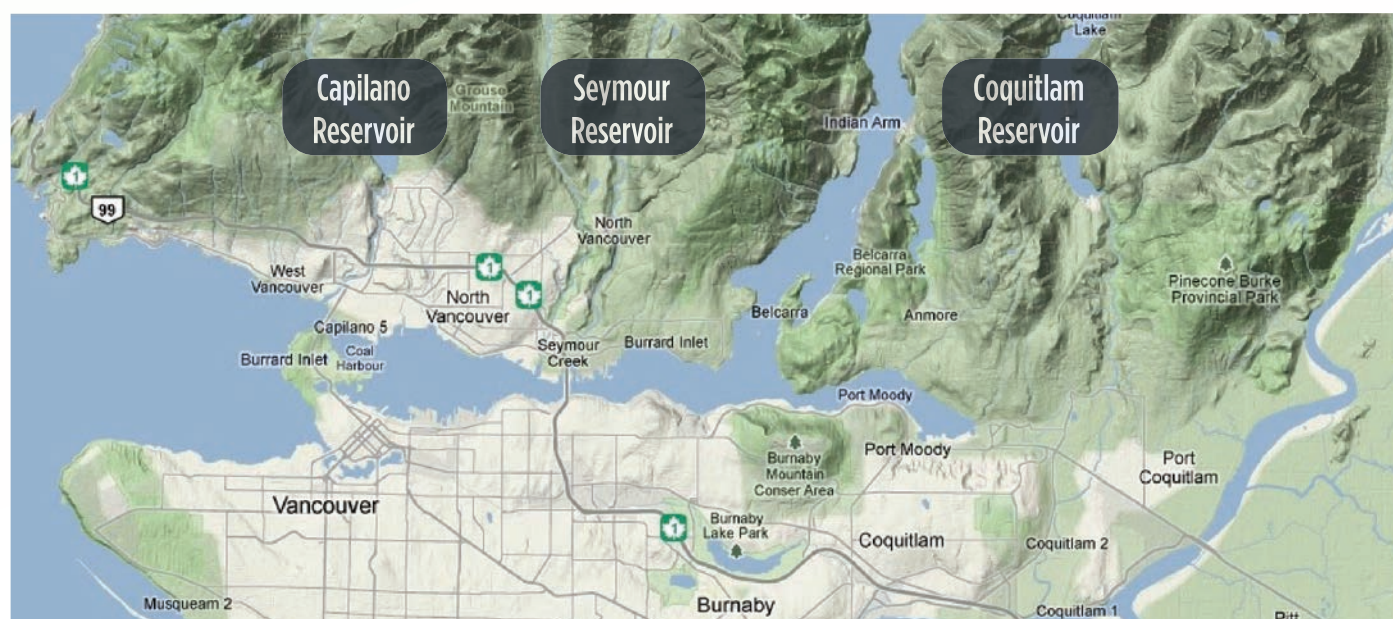 Coquitlam
Lake
Capilano
Reservoir
Grouse
Mountain
Seymour
Reservoir
Indian Arm
Coquitlam
Reservoir
1
99
North
Vancouver
Belcarra
Regional Park
West
Vancouver
1
1
North
Vancouver
Pinecone Burke
Provincial Park
Belcarra
Anmore
Capilano 5
Burrard Inlet
Coal
Harbour
Seymour
Creek
Burrard Inlet
Port Moody
Burnaby
Mountain
Conser Area
Port Moody
Port
Coquitlam
Vancouver
1
Burnaby
Lake Park
Coquitlam
Coquitlam 2
Musqueam 2
Burnaby
Coquitlam 1
Pitt